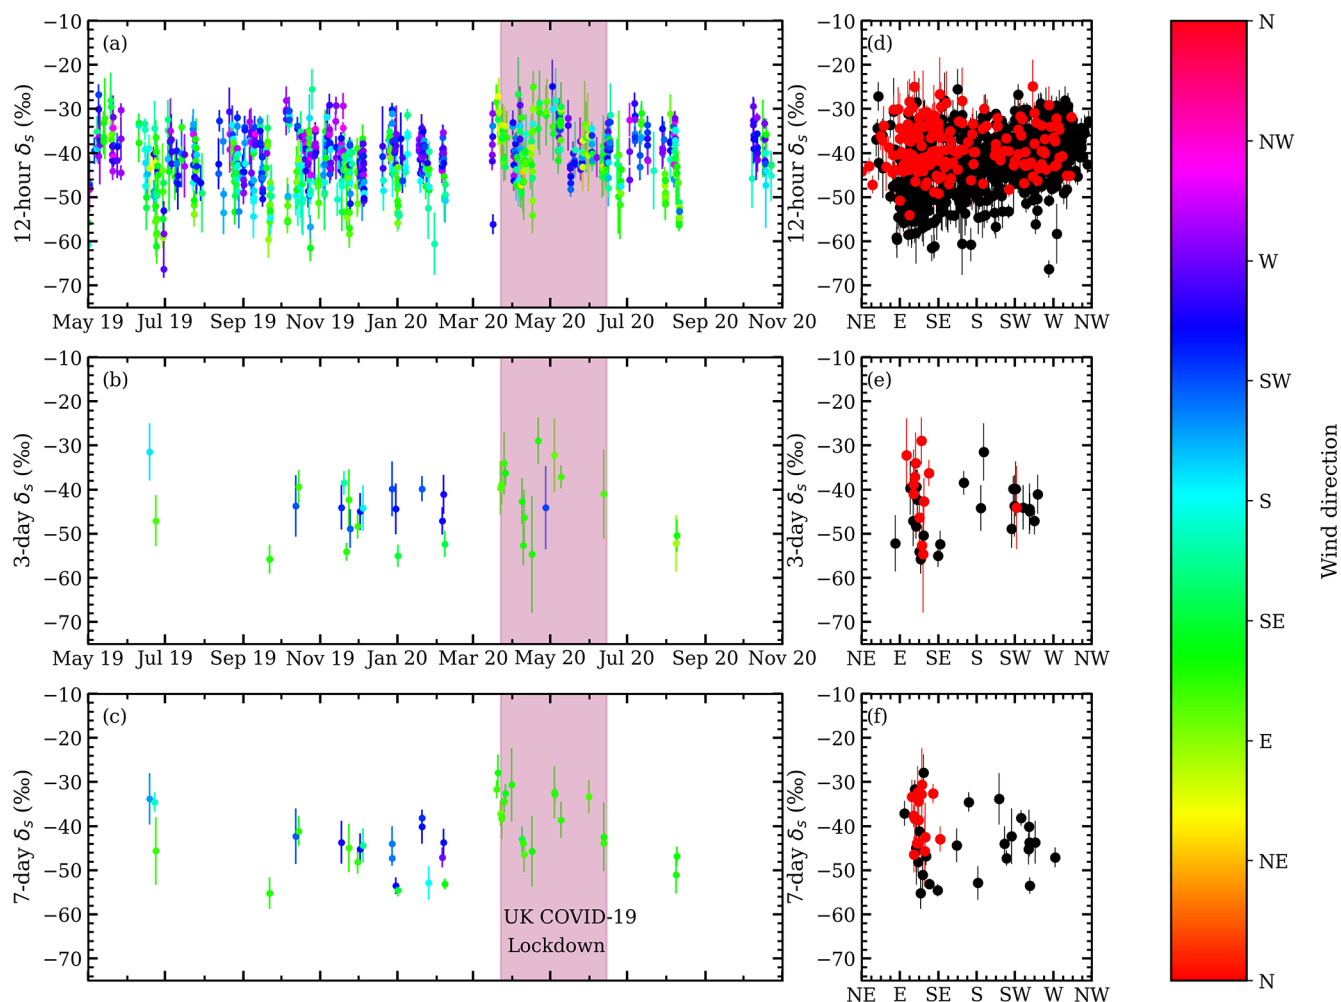 (a)
12-hour δs (‰)
−10
−20
−30
−40
−50
−60
−70
May 19 Jul 19 Sep 19 Nov 19 Jan 20 Mar 20 May 20 Jul 20 Sep 20 Nov 20
(d)
12-hour δs (‰)
−10
−20
−30
−40
−50
−60
−70
NE E SE S SW W NW
(b)
3-day δs (‰)
−10
−20
−30
−40
−50
−60
−70
May 19 Jul 19 Sep 19 Nov 19 Jan 20 Mar 20 May 20 Jul 20 Sep 20 Nov 20
(e)
3-day δs (‰)
−10
−20
−30
−40
−50
−60
−70
NE E SE S SW W NW
(c)
7-day δs (‰)
−10
−20
−30
−40
−50
−60
−70
UK COVID-19
Lockdown
(f)
7-day δs (‰)
−10
−20
−30
−40
−50
−60
−70
NE E SE S SW W NW
N
NW
W
SW
S
SE
E
NE
N
Wind direction